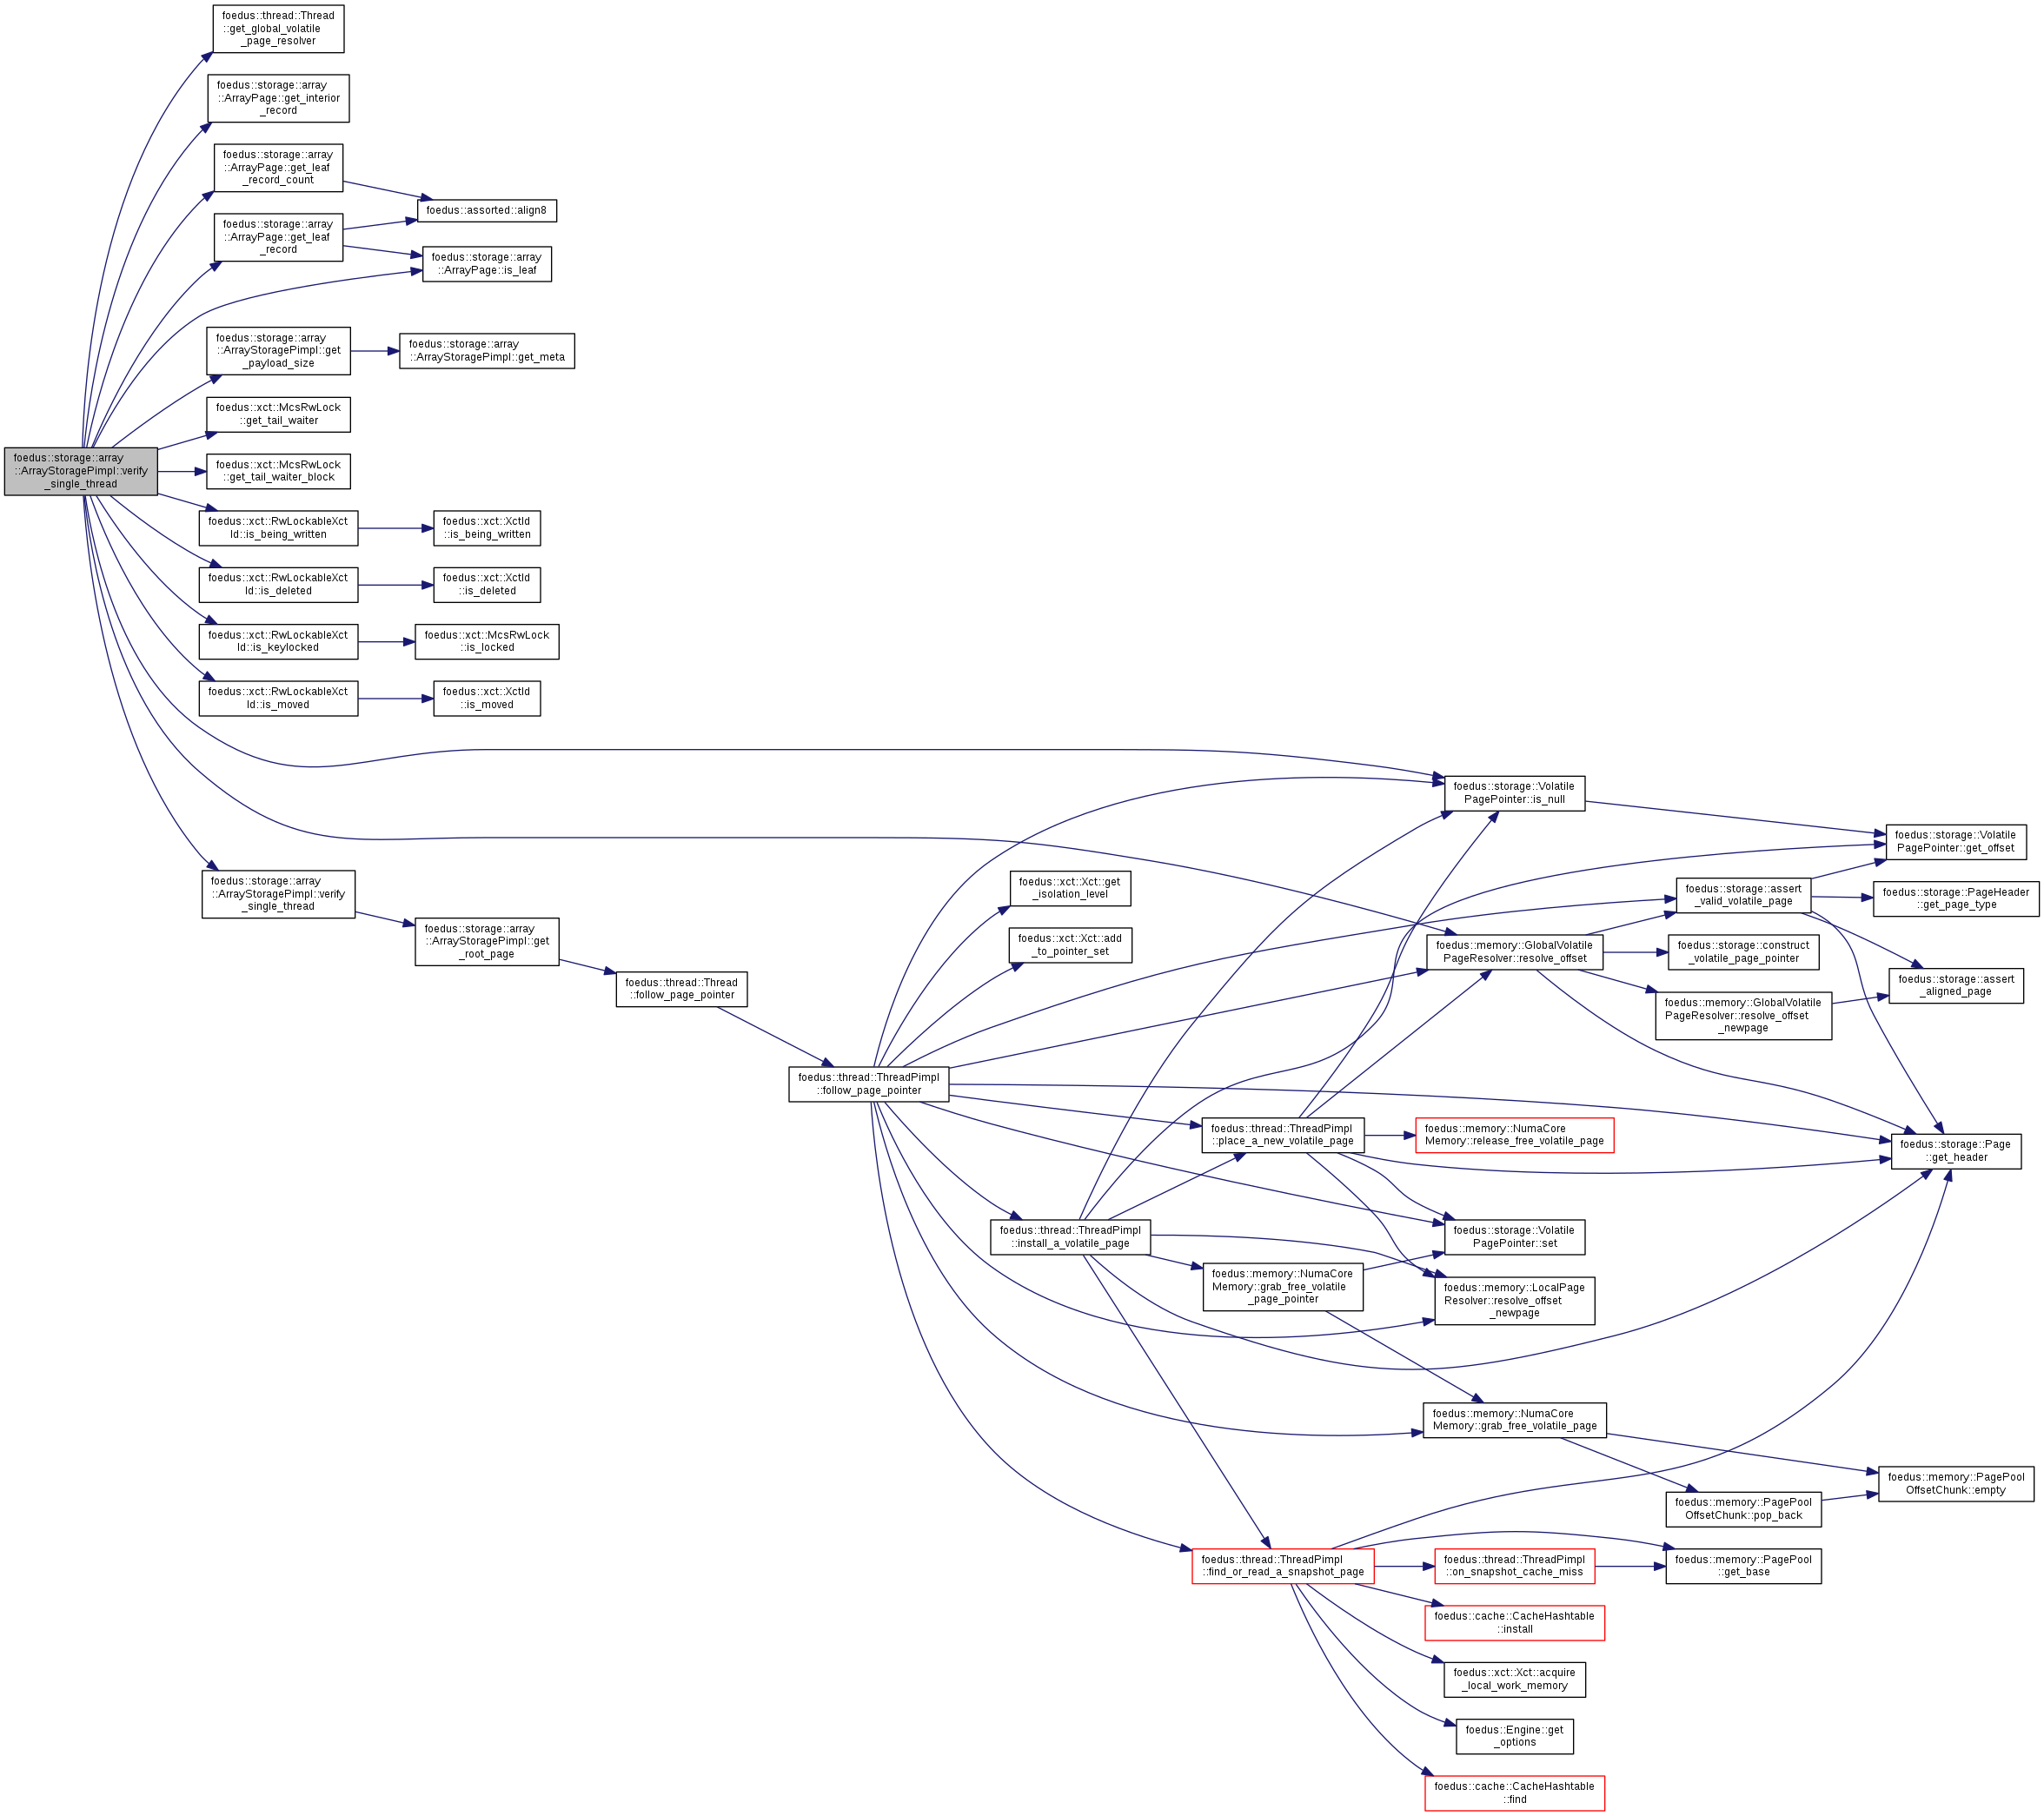 foedus::thread::Thread
::get_global_volatile
_page_resolver
foedus::storage::array
::ArrayPage::get_interior
_record
foedus::storage::array
::ArrayPage::get_leaf
_record_count
foedus::storage::array
::ArrayPage::get_leaf
_record
foedus::assorted::align8
foedus::storage::array
::ArrayPage::is_leaf
foedus::storage::array
::ArrayStoragePimpl::get
_payload_size
foedus::storage::array
::ArrayStoragePimpl::get_meta
foedus::xct::McsRwLock
::get_tail_waiter
foedus::storage::array
::ArrayStoragePimpl::verify
_single_thread
foedus::xct::McsRwLock
::get_tail_waiter_block
foedus::xct::RwLockableXct
Id::is_being_written
foedus::xct::XctId
::is_being_written
foedus::xct::RwLockableXct
Id::is_deleted
foedus::xct::XctId
::is_deleted
foedus::xct::RwLockableXct
Id::is_keylocked
foedus::xct::McsRwLock
::is_locked
foedus::xct::RwLockableXct
Id::is_moved
foedus::xct::XctId
::is_moved
foedus::storage::Volatile
PagePointer::is_null
foedus::storage::Volatile
PagePointer::get_offset
foedus::storage::array
::ArrayStoragePimpl::verify
_single_thread
foedus::xct::Xct::get
_isolation_level
foedus::storage::assert
_valid_volatile_page
foedus::storage::PageHeader
::get_page_type
foedus::storage::array
::ArrayStoragePimpl::get
_root_page
foedus::xct::Xct::add
_to_pointer_set
foedus::memory::GlobalVolatile
PageResolver::resolve_offset
foedus::storage::construct
_volatile_page_pointer
foedus::storage::assert
_aligned_page
foedus::thread::Thread
::follow_page_pointer
foedus::memory::GlobalVolatile
PageResolver::resolve_offset
_newpage
foedus::thread::ThreadPimpl
::follow_page_pointer
foedus::thread::ThreadPimpl
::place_a_new_volatile_page
foedus::memory::NumaCore
Memory::release_free_volatile_page
foedus::storage::Page
::get_header
foedus::thread::ThreadPimpl
::install_a_volatile_page
foedus::storage::Volatile
PagePointer::set
foedus::memory::NumaCore
Memory::grab_free_volatile
_page_pointer
foedus::memory::LocalPage
Resolver::resolve_offset
_newpage
foedus::memory::NumaCore
Memory::grab_free_volatile_page
foedus::memory::PagePool
OffsetChunk::empty
foedus::memory::PagePool
OffsetChunk::pop_back
foedus::thread::ThreadPimpl
::find_or_read_a_snapshot_page
foedus::thread::ThreadPimpl
::on_snapshot_cache_miss
foedus::memory::PagePool
::get_base
foedus::cache::CacheHashtable
::install
foedus::xct::Xct::acquire
_local_work_memory
foedus::Engine::get
_options
foedus::cache::CacheHashtable
::find